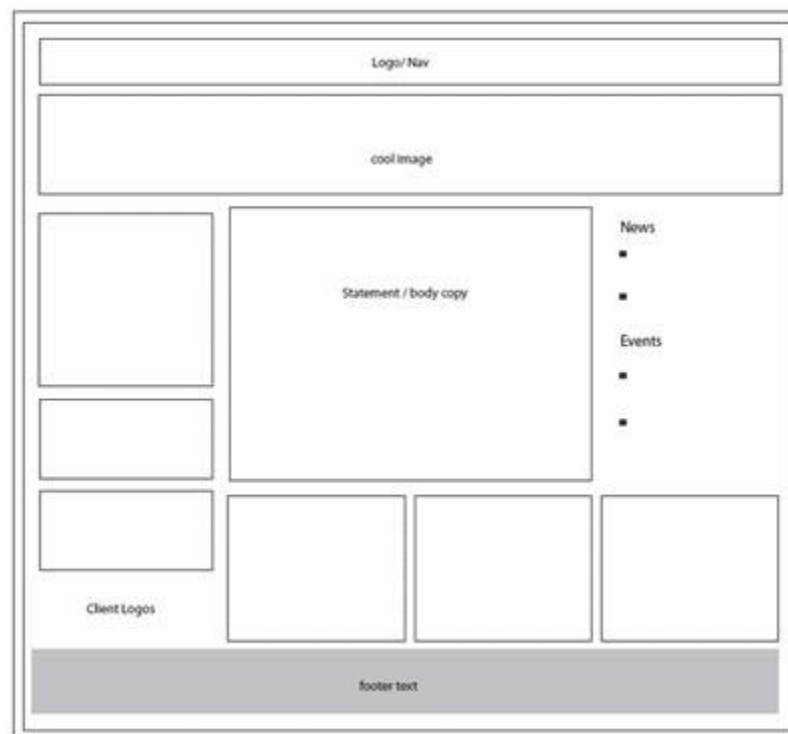 Logo/ Nav
cool image
Statement / body copy
News
Events
Client Logos
footer text